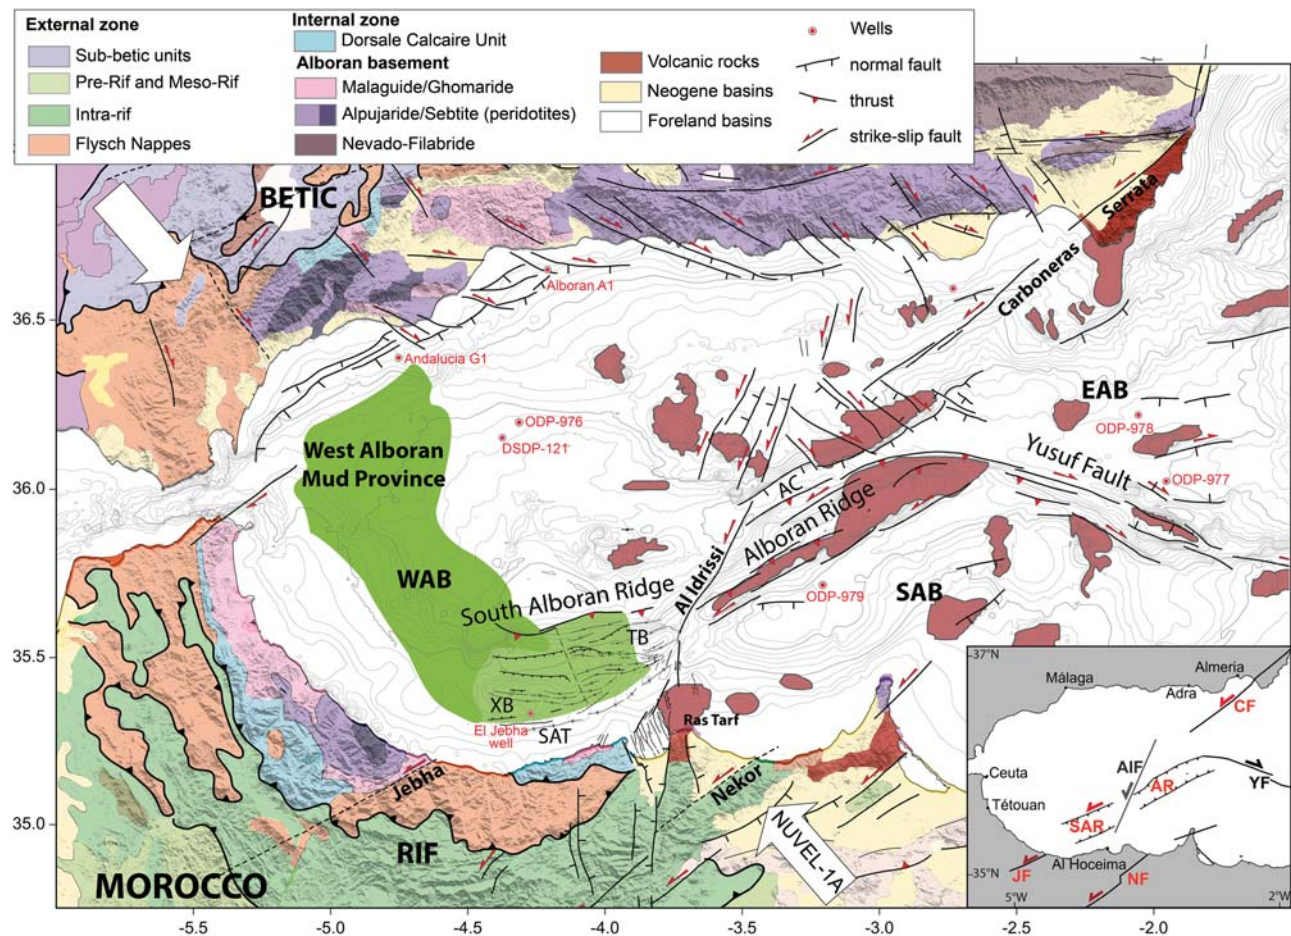 External zone
Sub-betic units
Pre-Rif and Meso-Rif
Intra-rif
Flysch Nappes
Internal zone
Dorsale Calcaire Unit
Alboran basement
Malaguide/Ghomaride
Alpujaride/Sebtite (peridotites)
Nevado-Filabride
Volcanic rocks
Neogene basins
Foreland basins
Wells
normal fault
thrust
strike-slip fault
BETIC
Serrata
Carboneras
Alboran A1
36.5
Andalucia G1
EAB
ODP-976
DSDP-121
ODP-978
West Alboran
Mud Province
Yusuf Fault
ODP-977
36.0
AC
Alboran Ridge
Al Idrissi
WAB
South Alboran Ridge
ODP-979
SAB
TB
35.5
XB
El Jebha
well
SAT
Ras Tarf
Jebha
Nekor
35.0
NUVEL-1A
RIF
MOROCCO
37°N
Málaga
Adra
Almeria
CF
Ceuta
AIF
YF
Tétouan
AR
SAR
Al Hoceima
JF
NF
35°N
5°W
2°W
-5.5
-5.0
-4.5
-4.0
-3.5
-3.0
-2.5
-2.0